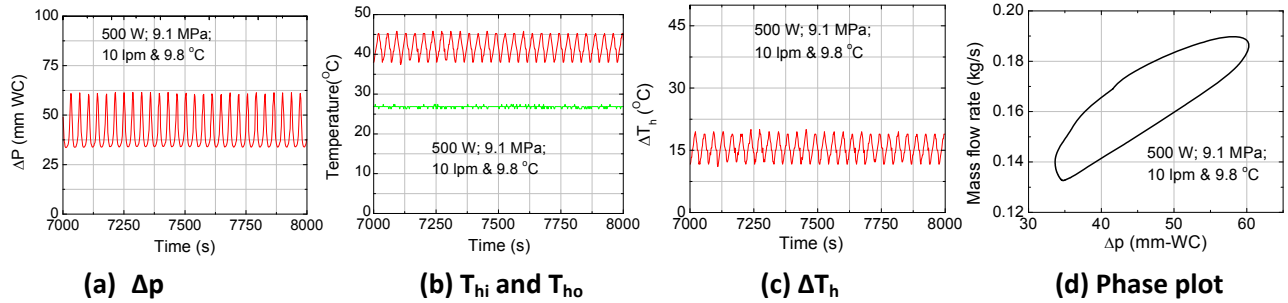 100
75
50
25
0
ΔP (mm WC)
500 W; 9.1 MPa;
10 lpm & 9.8 °C
7000 7250 7500 7750 8000
Time (s)
(a) Δp
50
40
30
20
10
0
Temperature(°C)
500 W; 9.1 MPa;
10 lpm & 9.8 °C
7000 7250 7500 7750 8000
Time (s)
(b) Thi and Tho
45
30
15
0
ΔTh (°C)
500 W; 9.1 MPa;
10 lpm & 9.8 °C
7000 7250 7500 7750 8000
Time (s)
(c) ΔTh
0.20
0.18
0.16
0.14
0.12
Mass flow rate (kg/s)
500 W; 9.1 MPa;
10 lpm & 9.8 °C
30 40 50 60
Δp (mm-WC)
(d) Phase plot